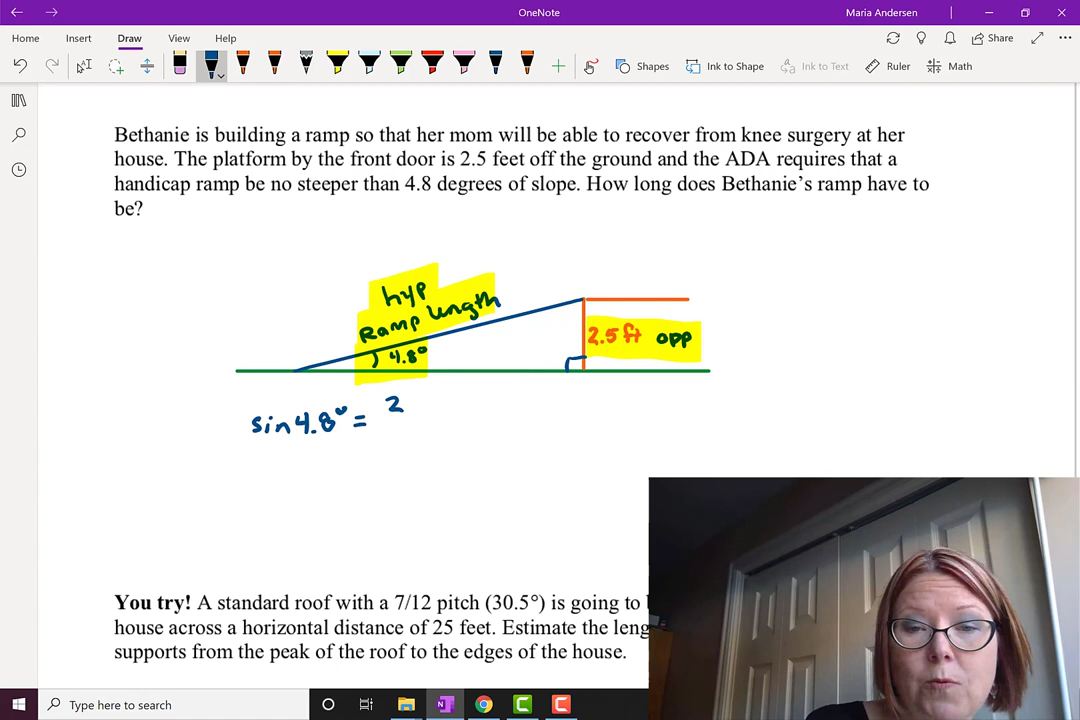 OneNote
Maria Andersen
Home Insert Draw View Help
Share
Shapes Ink to Shape Ink to Text Ruler Math
Bethanie is building a ramp so that her mom will be able to recover from knee surgery at her
house. The platform by the front door is 2.5 feet off the ground and the ADA requires that a
handicap ramp be no steeper than 4.8 degrees of slope. How long does Bethanie's ramp have to
be?
hyp
Ramp length
2.5 ft opp
4.8°
sin 4.8° = 2
You try! A standard roof with a 7/12 pitch (30.5°) is going to
house across a horizontal distance of 25 feet. Estimate the
supports from the peak of the roof to the edges of the house.
Type here to search